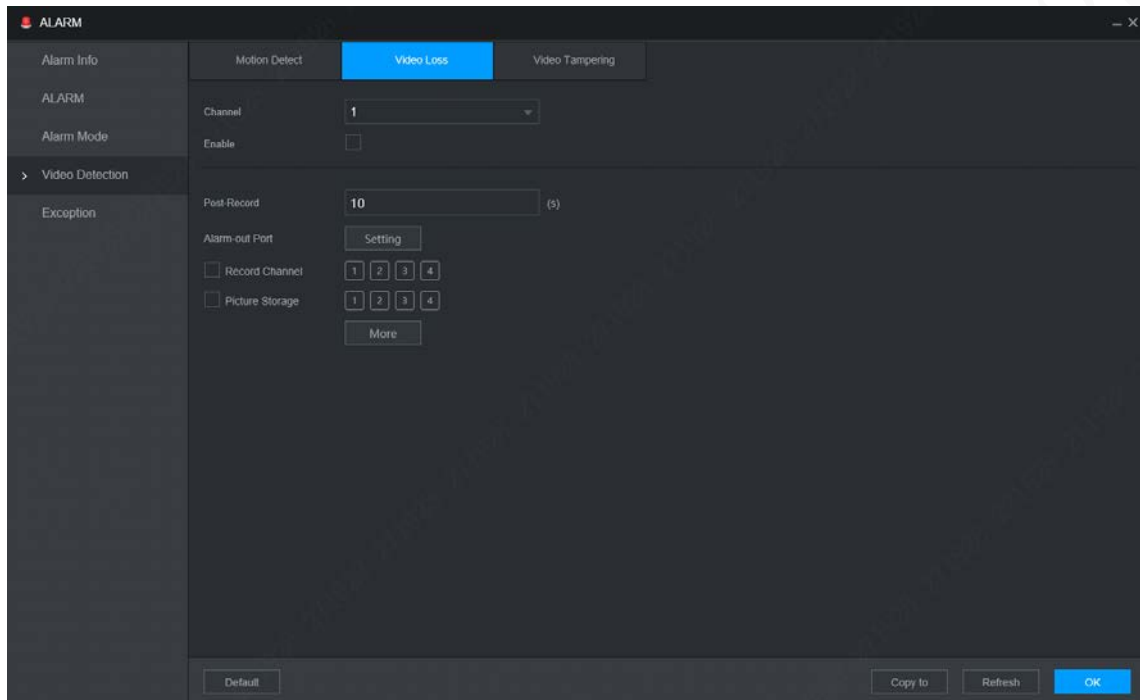 ALARM
Alarm Info
ALARM
Alarm Mode
Video Detection
Exception
Motion Detect Video Loss Video Tampering
Channel 1
Enable
Post-Record 10 (s)
Alarm-out Port Setting
Record Channel 1 2 3 4
Picture Storage 1 2 3 4
More
Default Copy to Refresh OK